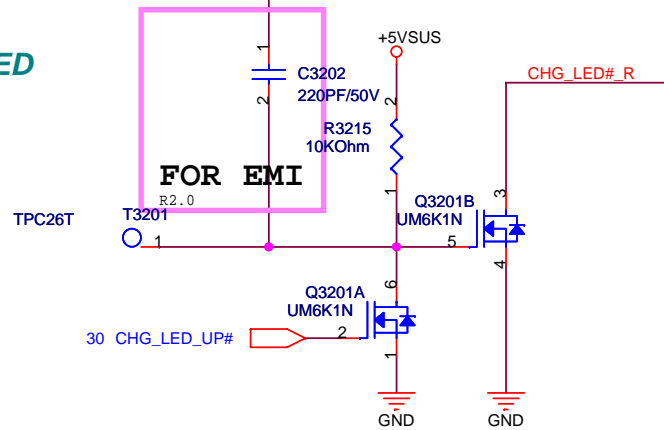 ED
1
C3202
220PF/50V
2
FOR EMI
R2.0
+5VSUS
2
R3215
10KOhm
1
CHG_LED#_R
TPC26T
T3201
1
Q3201B
UM6K1N
3
5
4
Q3201A
UM6K1N
6
30 CHG_LED_UP#
2
1
GND
GND